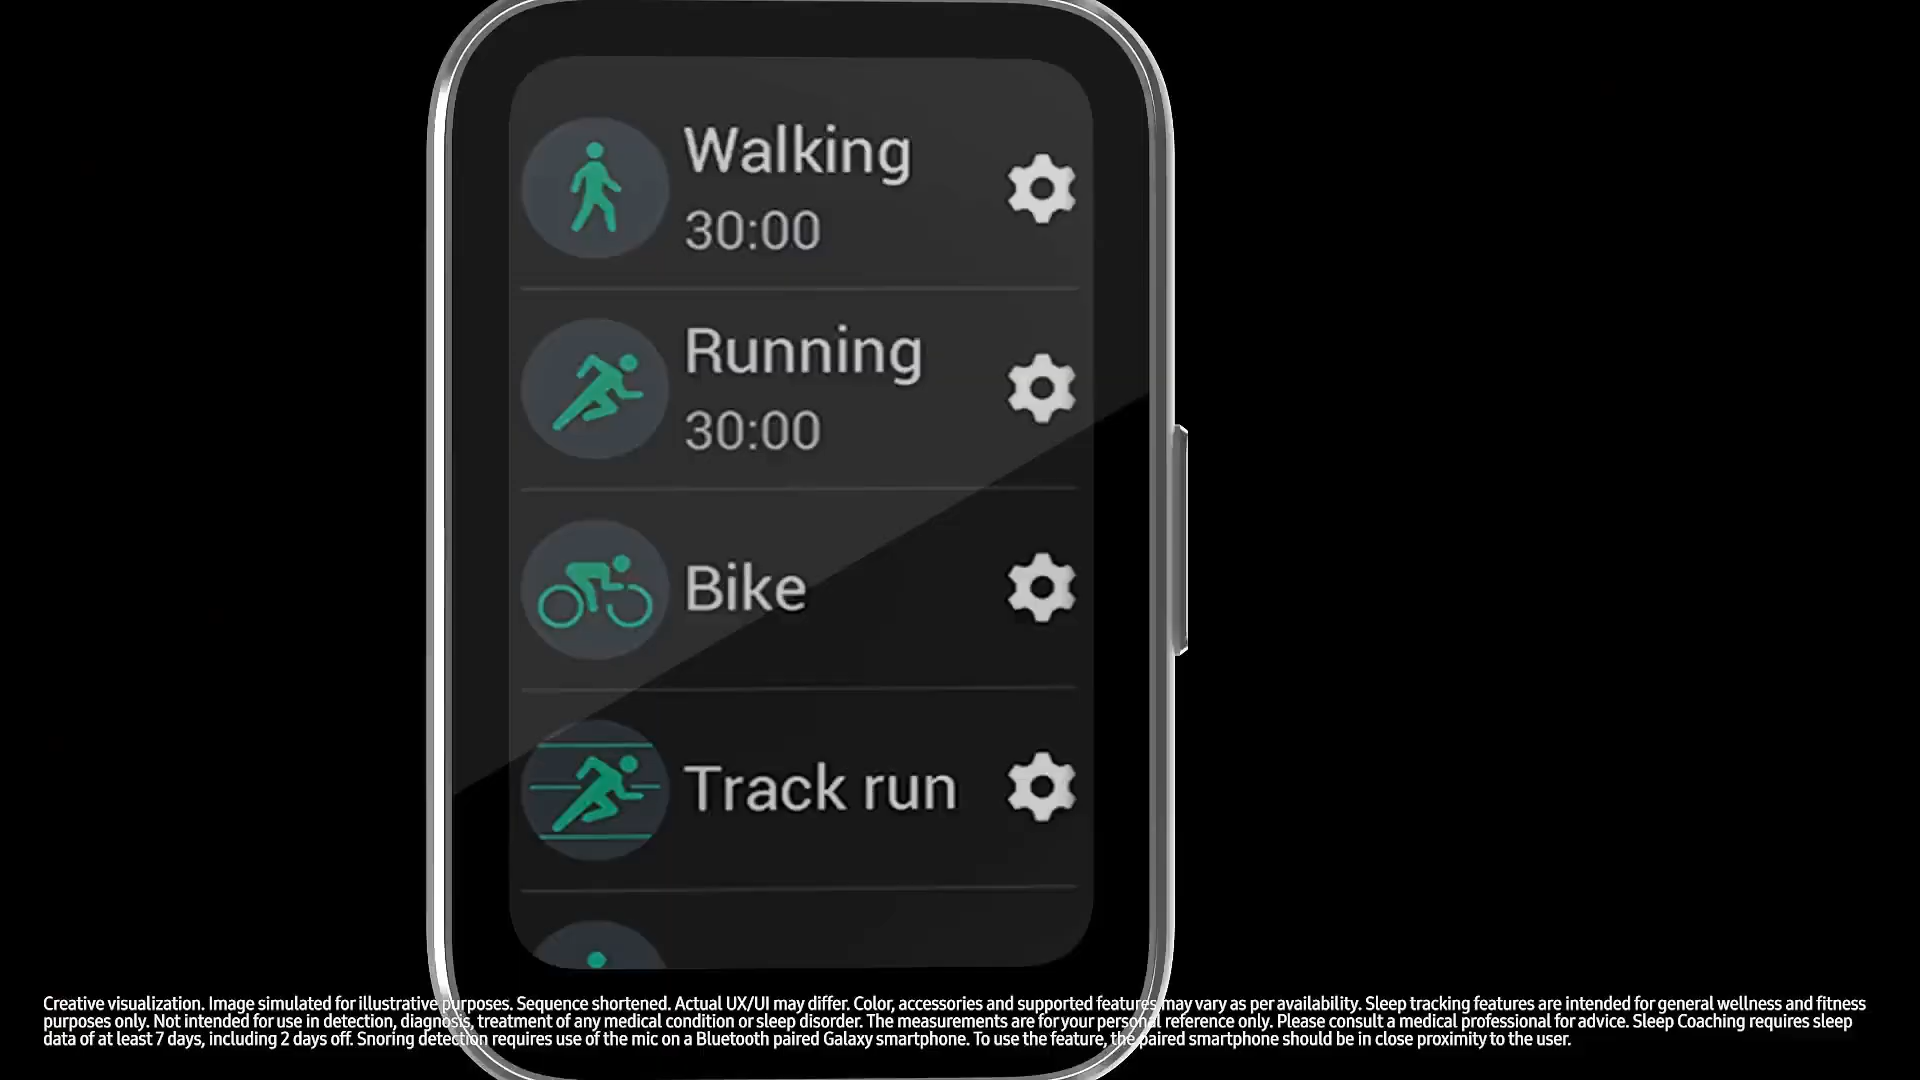 Walking
30:00
Running
30:00
Bike
Track run
Creative visualization. Image simulated for illustrative purposes. Sequence shortened. Actual UX/UI may differ. Color, accessories and supported features may vary as per availability. Sleep tracking features are intended for general wellness and fitness
purposes only. Not intended for use in detection, diagnosis, treatment of any medical condition or sleep disorder. The measurements are for your personal reference only. Please consult a medical professional for advice. Sleep Coaching requires sleep
data of at least 7 days, including 2 days off. Snoring detection requires use of the mic on a Bluetooth paired Galaxy smartphone. To use the feature, the paired smartphone should be in close proximity to the user.